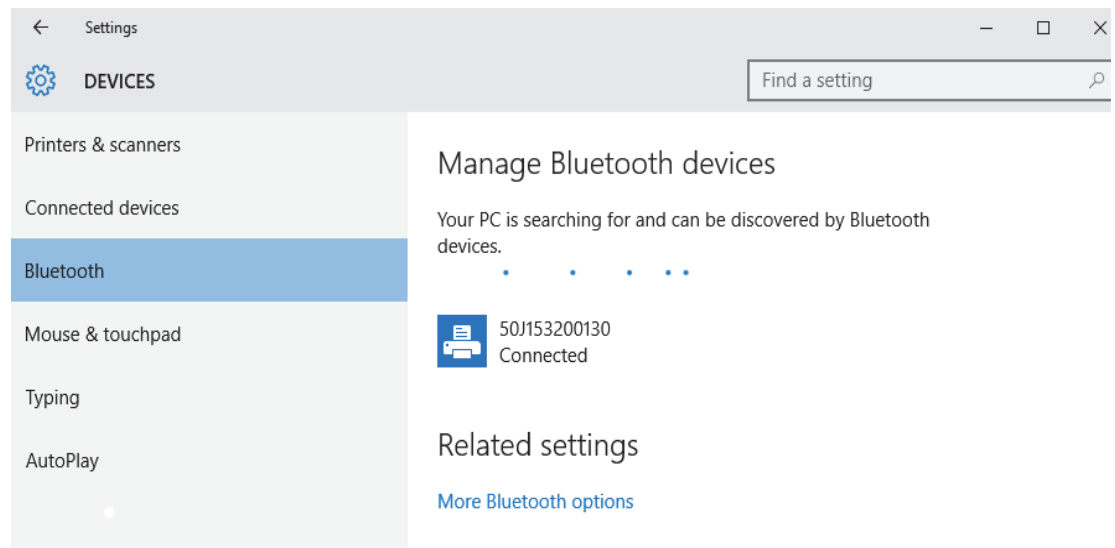 Settings
DEVICES
Find a setting
Printers & scanners
Connected devices
Bluetooth
Mouse & touchpad
Typing
AutoPlay
Manage Bluetooth devices
Your PC is searching for and can be discovered by Bluetooth
devices.
50J153200130
Connected
Related settings
More Bluetooth options